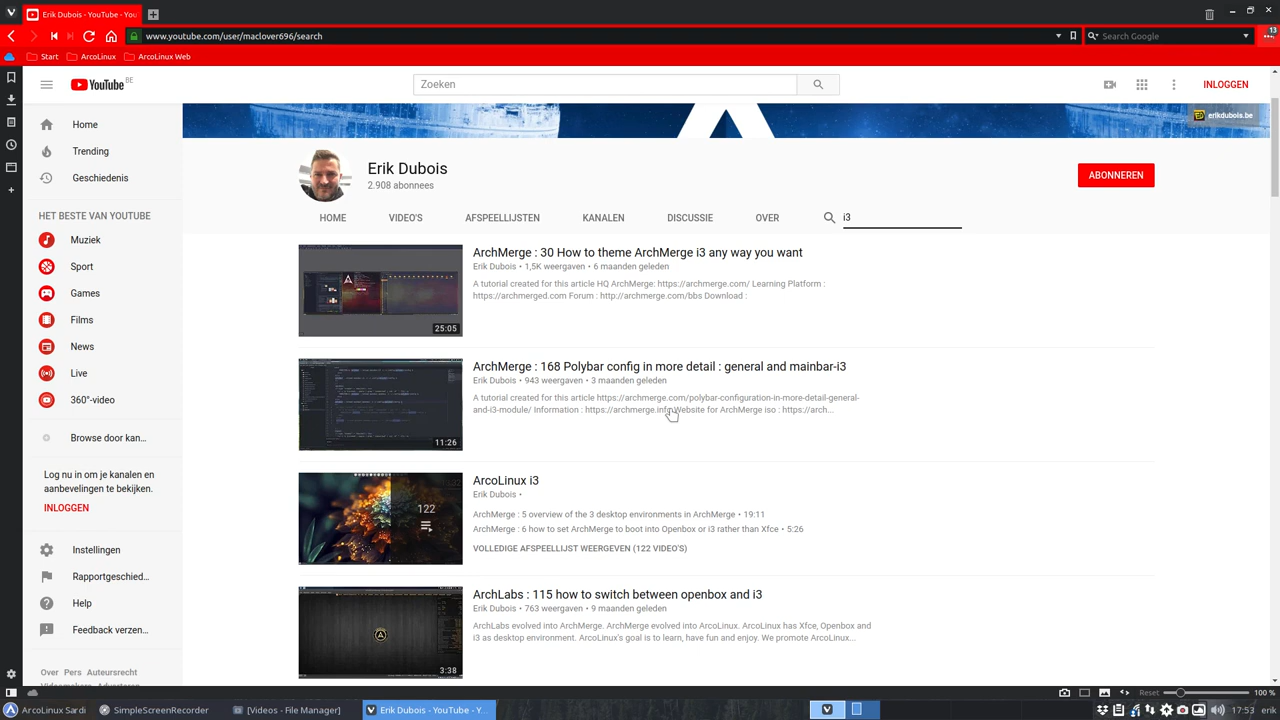 Erik Dubois - YouTube - You
13
www.youtube.com/user/maclover696/search
Search Google
Start ArcoLinux ArcoLinux Web
YouTube BE
Zoeken
INLOGGEN
Home
Trending
Geschiedenis
HET BESTE VAN YOUTUBE
Muziek
Sport
Games
Films
News
Live
360°-video
Browse door kan...
Log nu in om je kanalen en
aanbevelingen te bekijken.
INLOGGEN
Instellingen
Rapportgeschied...
Help
Feedback verzen...
Over Pers Auteursrecht
erikdubois.be
Erik Dubois
2.908 abonnees
ABONNEREN
HOME VIDEO'S AFSPEELLIJSTEN KANALEN DISCUSSIE OVER i3
ArchMerge : 30 How to theme ArchMerge i3 any way you want
Erik Dubois • 1,5K weergaven • 6 maanden geleden
A tutorial created for this article HQ ArchMerge: https://archmerge.com/ Learning Platform :
https://archmerged.com Forum : http://archmerge.com/bbs Download :
25:05
ArchMerge : 168 Polybar config in more detail : general and mainbar-i3
Erik Dubois • 943 weergaven • 3 maanden geleden
A tutorial created for this article https://archmerge.com/polybar-configuration-in-more-detail-general-
and-i3-module/ Information : https://archmerge.info Website for ArchMerge iso : https://arch...
11:26
ArcoLinux i3
Erik Dubois •
ArchMerge : 5 overview of the 3 desktop environments in ArchMerge • 19:11
ArchMerge : 6 how to set ArchMerge to boot into Openbox or i3 rather than Xfce • 5:26
VOLLEDIGE AFSPEELLIJST WEERGEVEN (122 VIDEO'S)
122
ArchLabs : 115 how to switch between openbox and i3
Erik Dubois • 763 weergaven • 9 maanden geleden
ArchLabs evolved into ArchMerge. ArchMerge evolved into ArcoLinux. ArcoLinux has Xfce, Openbox and
i3 as desktop environment. ArcoLinux's goal is to learn, have fun and enjoy. We promote ArcoLinux...
3:38
Reset 100 %
ArcoLinux Sardi SimpleScreenRecorder [Videos - File Manager] Erik Dubois - YouTube - Y... 17:53 erik